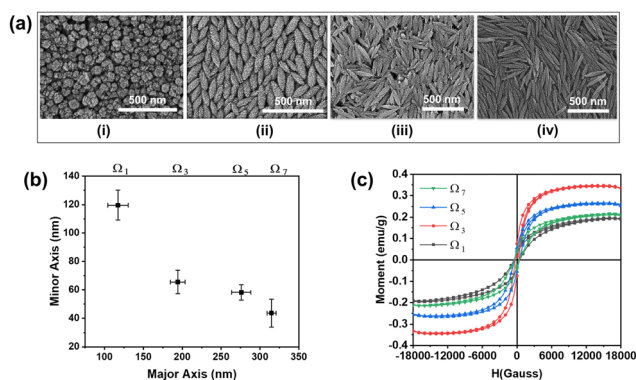 (a)
500 nm 500 nm 500 nm 500 nm
(i) (ii) (iii) (iv)
(b)
Ω1 Ω3 Ω5 Ω7
140
120
100
80
60
40
20
100 150 200 250 300 350
Minor Axis (nm)
Major Axis (nm)
(c)
0.4
0.3
0.2
0.1
0.0
-0.1
-0.2
-0.3
-0.4
Ω7
Ω5
Ω3
Ω1
-18000 -12000 -6000 0 6000 12000 18000
Moment (emu/g)
H(Gauss)